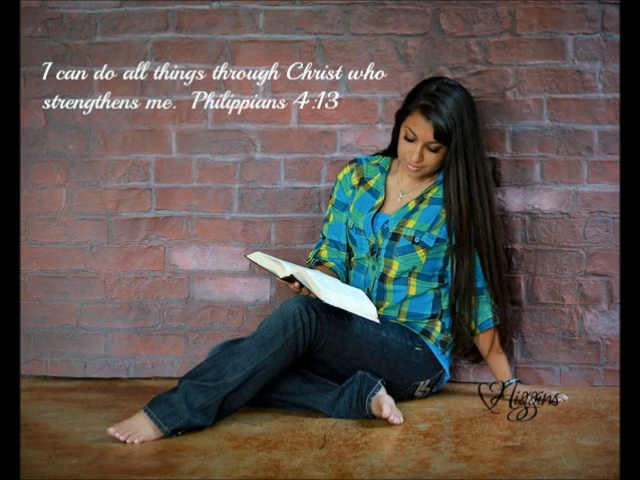 I can do all things through Christ who
strengthens me. Philippians 4:13
Higgins